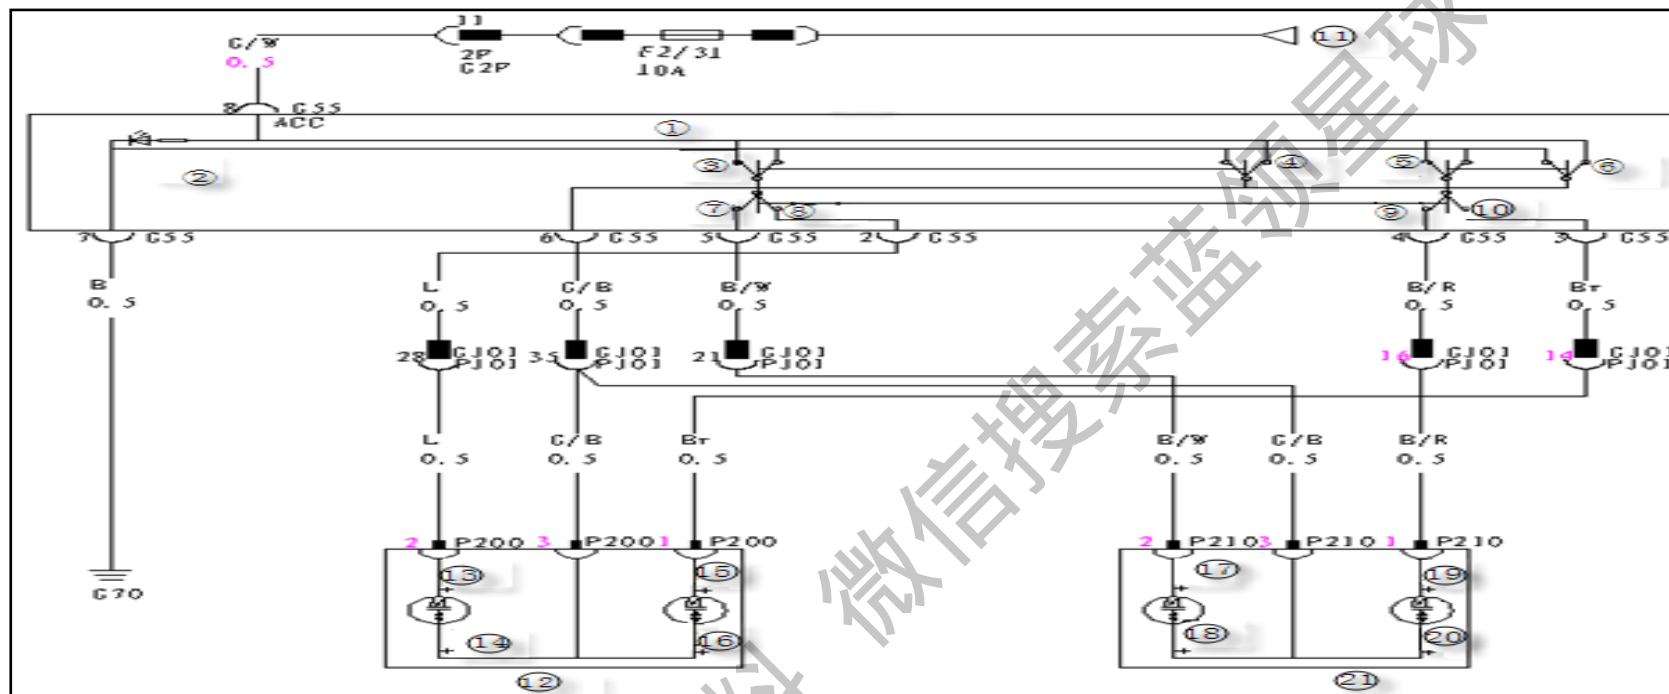 11
G/W
2P
F2/31
11
0.5
G2P
10A
8 G55
ACC
1
2
3
4
5
6
7
8
9
10
7 G55
6 G55
5 G55
2 G55
4 G55
3 G55
B
0.5
L
0.5
G/B
0.5
B/W
0.5
B/R
0.5
Br
0.5
28 GJ01
PJ01
35 GJ01
PJ01
21 GJ01
PJ01
16 GJ01
PJ01
14 GJ01
PJ01
L
0.5
G/B
0.5
Br
0.5
B/W
0.5
G/B
0.5
B/R
0.5
2 P200
3 P200
1 P200
2 P210
3 P210
1 P210
G70
13
15
17
19
M
M
M
M
14
16
18
20
12
21
微信搜索蓝领星球
料